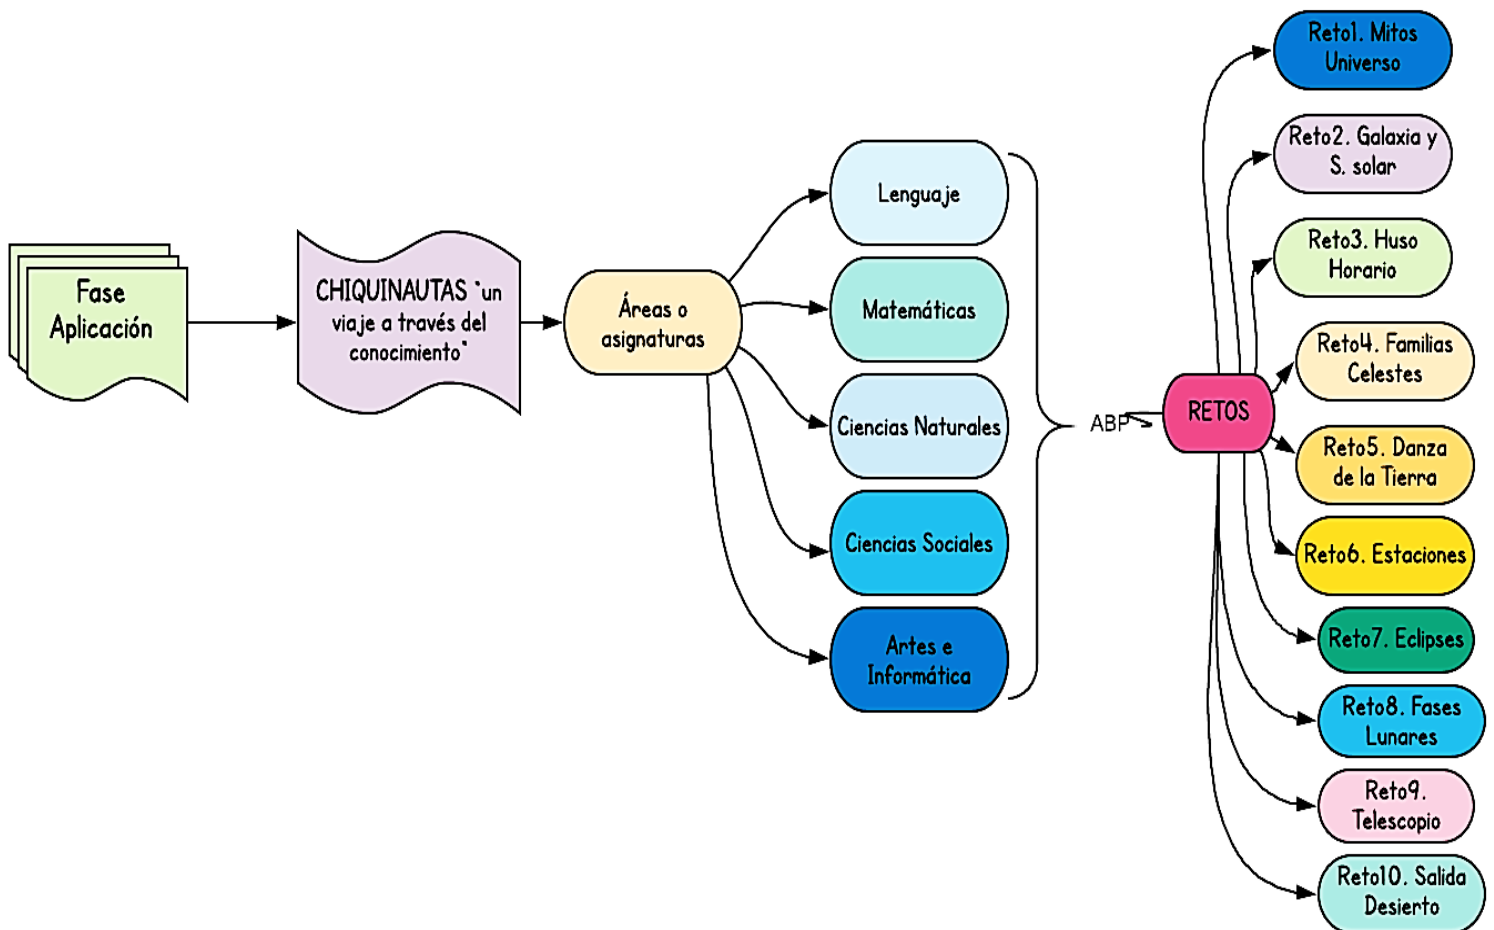 Fase
Aplicación
CHIQUINAUTAS "un
viaje a través del
conocimiento"
Áreas o
asignaturas
Lenguaje
Matemáticas
Ciencias Naturales
Ciencias Sociales
Artes e
Informática
ABP
RETOS
Reto1. Mitos
Universo
Reto2. Galaxia y
S. solar
Reto3. Huso
Horario
Reto4. Familias
Celestes
Reto5. Danza
de la Tierra
Reto6. Estaciones
Reto7. Eclipses
Reto8. Fases
Lunares
Reto9.
Telescopio
Reto10. Salida
Desierto